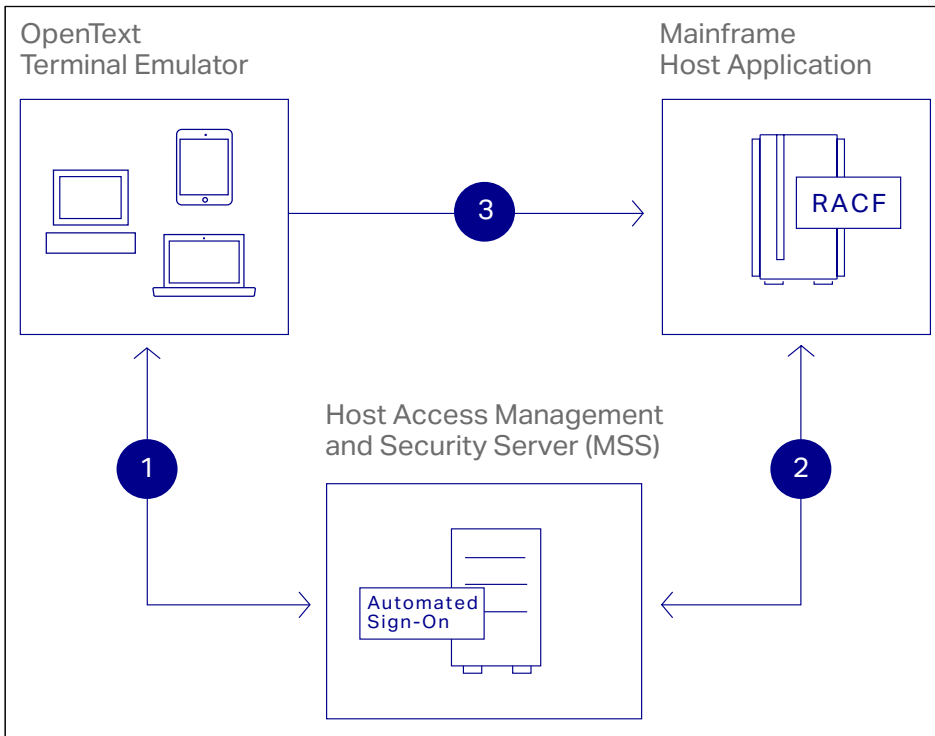 OpenText
Terminal Emulator
Mainframe
Host Application
3
RACF
Host Access Management
and Security Server (MSS)
1
2
Automated
Sign-On